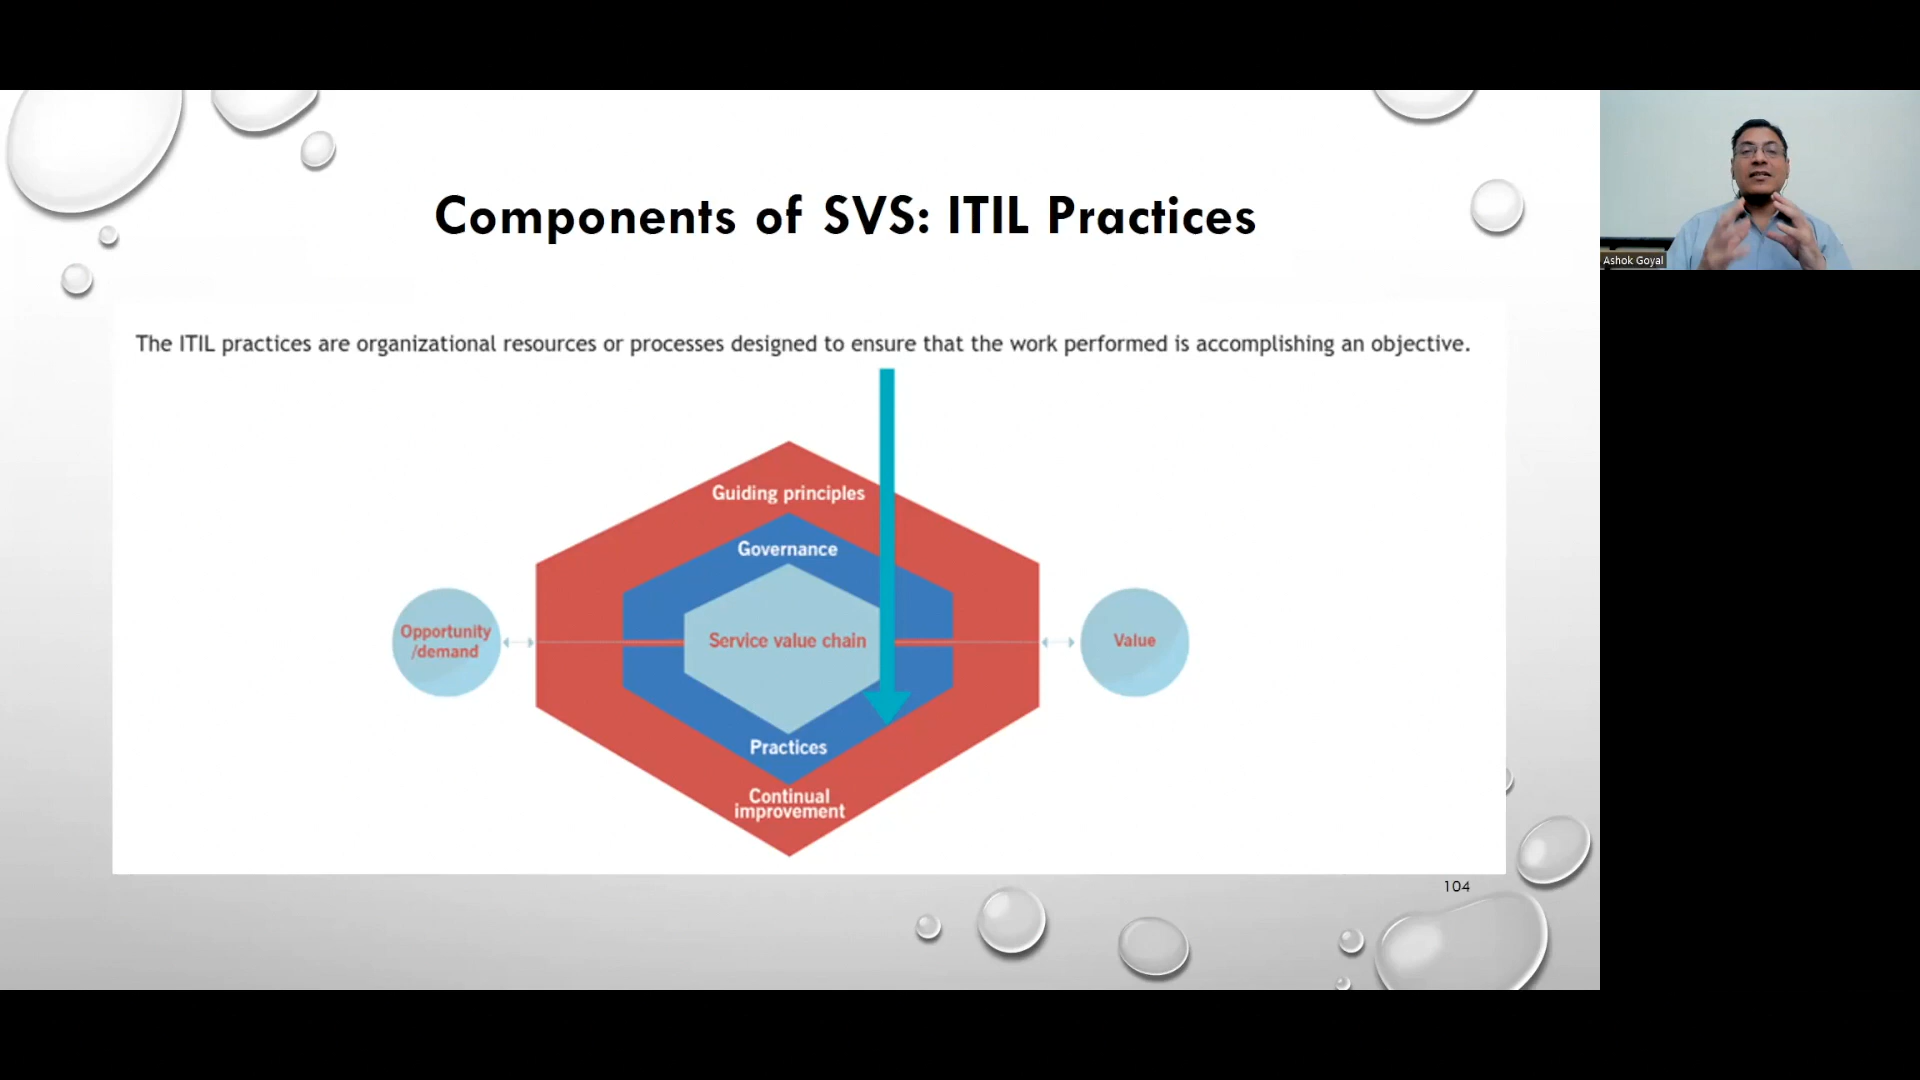 Components of SVS: ITIL Practices
Ashok Goyal
The ITIL practices are organizational resources or processes designed to ensure that the work performed is accomplishing an objective.
Guiding principles
Governance
Opportunity
/demand
Service value chain
Value
Practices
Continual
improvement
104